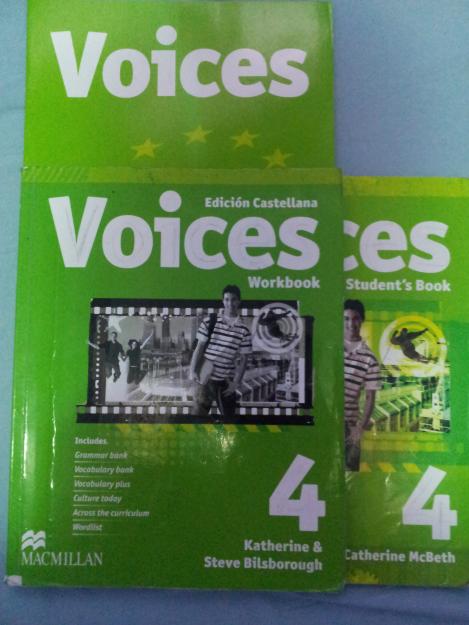 Voices
Edición Castellana
Voices
Workbook
Includes
Grammar bank
Vocabulary bank
Vocabulary plus
Culture today
Across the curriculum
Wordlist
4
Katherine &
Steve Bilsborough
MACMILLAN
ces
Student's Book
4
Catherine McBeth